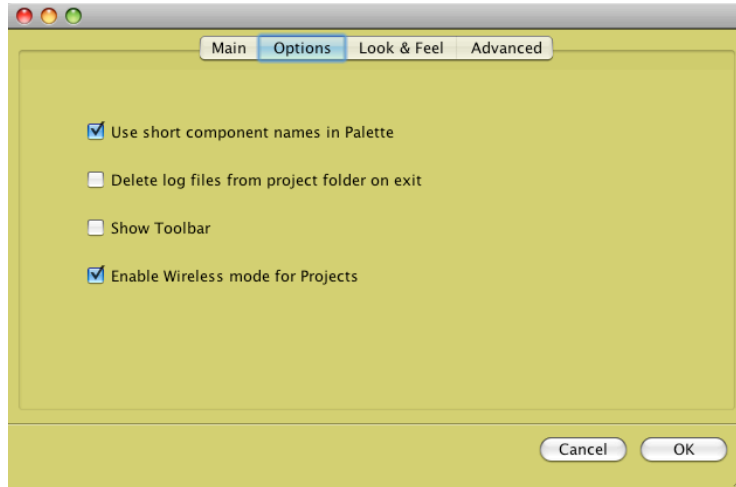 Main Options Look & Feel Advanced
Use short component names in Palette
Delete log files from project folder on exit
Show Toolbar
Enable Wireless mode for Projects
Cancel OK